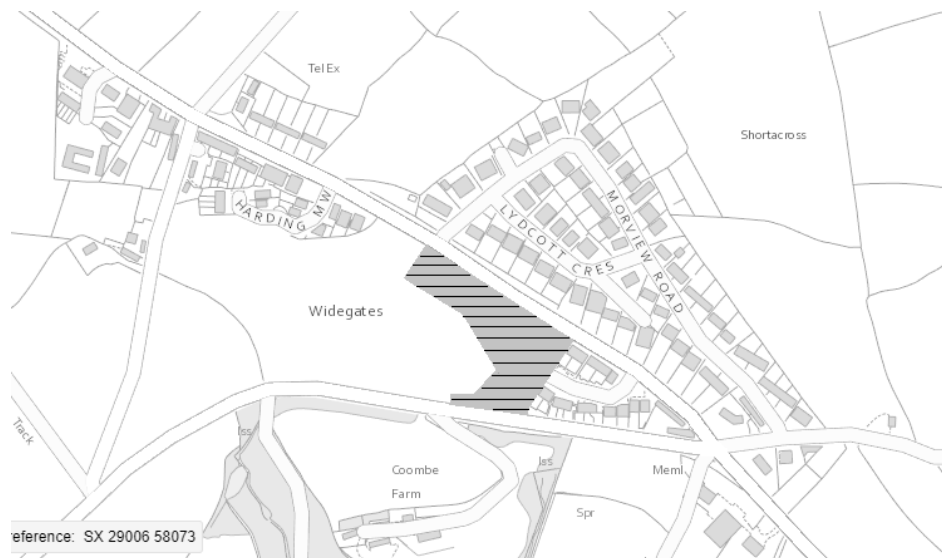 Tel Ex
Shortacross
HARDING MW
LYDCOTT CRES
MORVIEW ROAD
Widegates
Track
Iss
Coombe
Farm
Iss
Meml
Spr
reference: SX 29006 58073